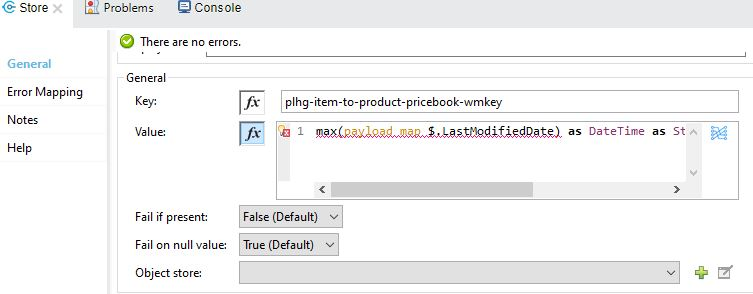 Store Problems Console
There are no errors.
General
General
Error Mapping
Key: fx plhg-item-to-product-pricebook-wmkey
Notes
Value: fx 1 max(payload map $.LastModifiedDate) as DateTime as St
Help
Fail if present: False (Default)
Fail on null value: True (Default)
Object store: